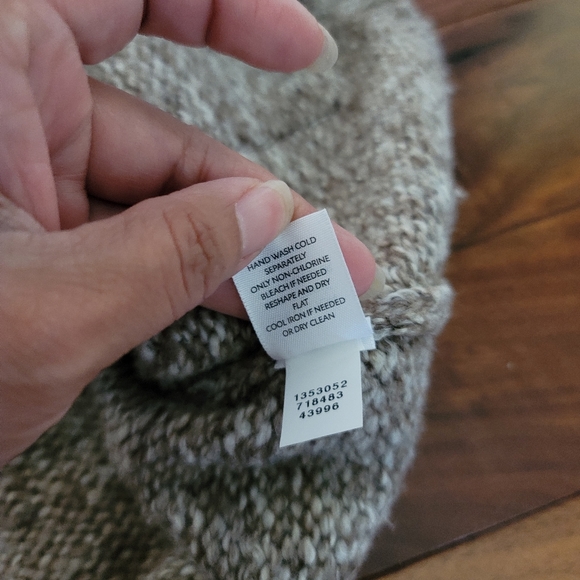 HAND WASH COLD
SEPARATELY
ONLY NON-CHLORINE
BLEACH IF NEEDED
RESHAPE AND DRY
FLAT
COOL IRON IF NEEDED
OR DRY CLEAN
1353052
718483
43996